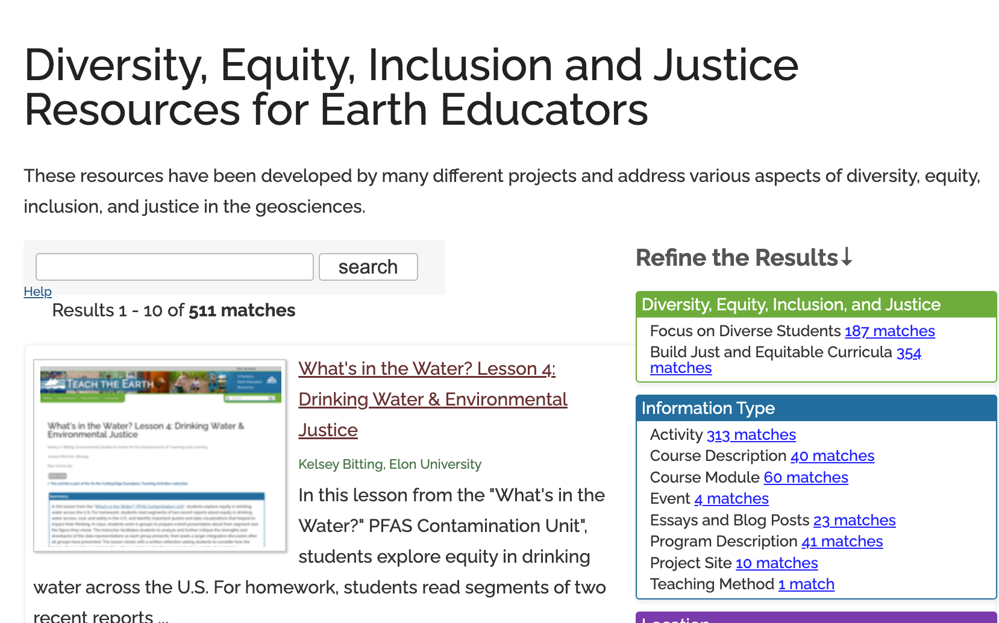 Diversity, Equity, Inclusion and Justice
Resources for Earth Educators
These resources have been developed by many different projects and address various aspects of diversity, equity,
inclusion, and justice in the geosciences.
search
Help
Results 1 - 10 of 511 matches
TEACH THE EARTH
What's in the Water? Lesson 4: Drinking Water &
Environmental Justice
Summary
What's in the Water? Lesson 4:
Drinking Water & Environmental
Justice
Kelsey Bitting, Elon University
In this lesson from the "What's in the
Water?" PFAS Contamination Unit",
students explore equity in drinking
water across the U.S. For homework, students read segments of two
recent reports ...
Refine the Results↓
Diversity, Equity, Inclusion, and Justice
Focus on Diverse Students 187 matches
Build Just and Equitable Curricula 354
matches
Information Type
Activity 313 matches
Course Description 40 matches
Course Module 60 matches
Event 4 matches
Essays and Blog Posts 23 matches
Program Description 41 matches
Project Site 10 matches
Teaching Method 1 match
Location